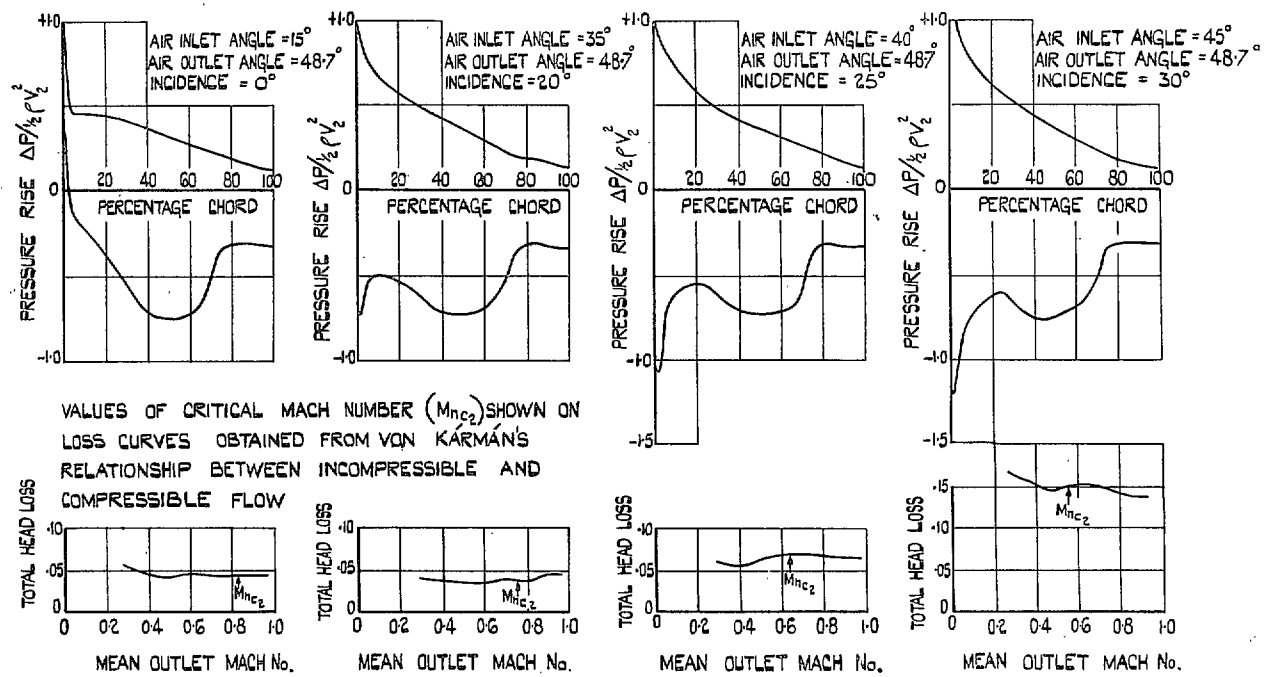 +1.0
AIR INLET ANGLE = 15°
AIR OUTLET ANGLE = 48.7°
INCIDENCE = 0°
PRESSURE RISE ΔP/½ρV₂²
20 40 60 80 100
0
PERCENTAGE CHORD
-1.0
+1.0
AIR INLET ANGLE = 35°
AIR OUTLET ANGLE = 48.7°
INCIDENCE = 20°
PRESSURE RISE ΔP/½ρV₂²
20 40 60 80 100
0
PERCENTAGE CHORD
-1.0
+1.0
AIR INLET ANGLE = 40°
AIR OUTLET ANGLE = 48.7°
INCIDENCE = 25°
PRESSURE RISE ΔP/½ρV₂²
20 40 60 80 100
0
PERCENTAGE CHORD
-1.0
-1.5
+1.0
AIR INLET ANGLE = 45°
AIR OUTLET ANGLE = 48.7°
INCIDENCE = 30°
PRESSURE RISE ΔP/½ρV₂²
20 40 60 80 100
0
PERCENTAGE CHORD
-1.0
-1.5
VALUES OF CRITICAL MACH NUMBER (Mnc₂) SHOWN ON
LOSS CURVES OBTAINED FROM VON KÁRMÁN'S
RELATIONSHIP BETWEEN INCOMPRESSIBLE AND
COMPRESSIBLE FLOW
TOTAL HEAD LOSS
.10
.05
0
Mnc₂
0 0.2 0.4 0.6 0.8 1.0
MEAN OUTLET MACH No.
TOTAL HEAD LOSS
.10
.05
0
Mnc₂
0 0.2 0.4 0.6 0.8 1.0
MEAN OUTLET MACH No.
TOTAL HEAD LOSS
.10
.05
0
Mnc₂
0 0.2 0.4 0.6 0.8 1.0
MEAN OUTLET MACH No.
TOTAL HEAD LOSS
.15
.10
.05
0
Mnc₂
0 0.2 0.4 0.6 0.8 1.0
MEAN OUTLET MACH No.